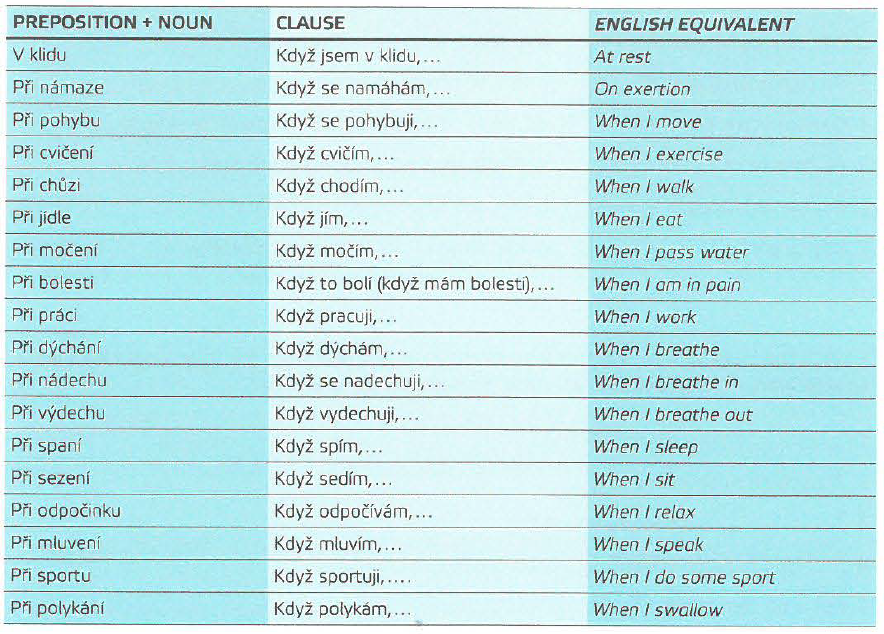 PREPOSITION + NOUN CLAUSE ENGLISH EQUIVALENT
V klidu Když jsem v klidu,... At rest
Při námaze Když se namáhám,... On exertion
Při pohybu Když se pohybuji,... When I move
Při cvičení Když cvičím,... When I exercise
Při chůzi Když chodím,... When I walk
Při jídle Když jím,... When I eat
Při močení Když močím,... When I pass water
Při bolesti Když to bolí (když mám bolesti),... When I am in pain
Při práci Když pracuji,... When I work
Při dýchání Když dýchám,... When I breathe
Při nádechu Když se nadechuji,... When I breathe in
Při výdechu Když vydechuji,... When I breathe out
Při spaní Když spím,... When I sleep
Při sezení Když sedím,... When I sit
Při odpočinku Když odpočívám,... When I relax
Při mluvení Když mluvím,... When I speak
Při sportu Když sportuji,.... When I do some sport
Při polykání Když polykám,... When I swallow